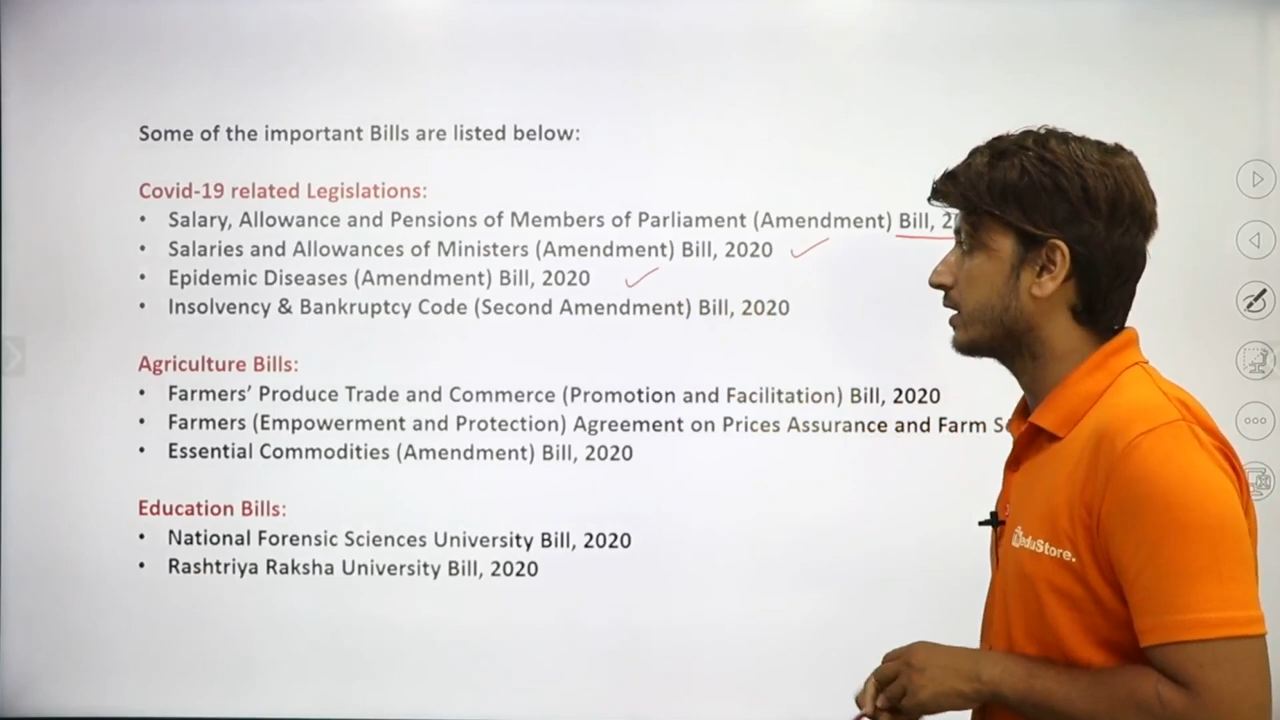 Some of the important Bills are listed below:
Covid-19 related Legislations:
• Salary, Allowance and Pensions of Members of Parliament (Amendment) Bill, 2
• Salaries and Allowances of Ministers (Amendment) Bill, 2020
• Epidemic Diseases (Amendment) Bill, 2020
• Insolvency & Bankruptcy Code (Second Amendment) Bill, 2020
Agriculture Bills:
• Farmers’ Produce Trade and Commerce (Promotion and Facilitation) Bill, 2020
• Farmers (Empowerment and Protection) Agreement on Prices Assurance and Farm S
• Essential Commodities (Amendment) Bill, 2020
Education Bills:
• National Forensic Sciences University Bill, 2020
• Rashtriya Raksha University Bill, 2020